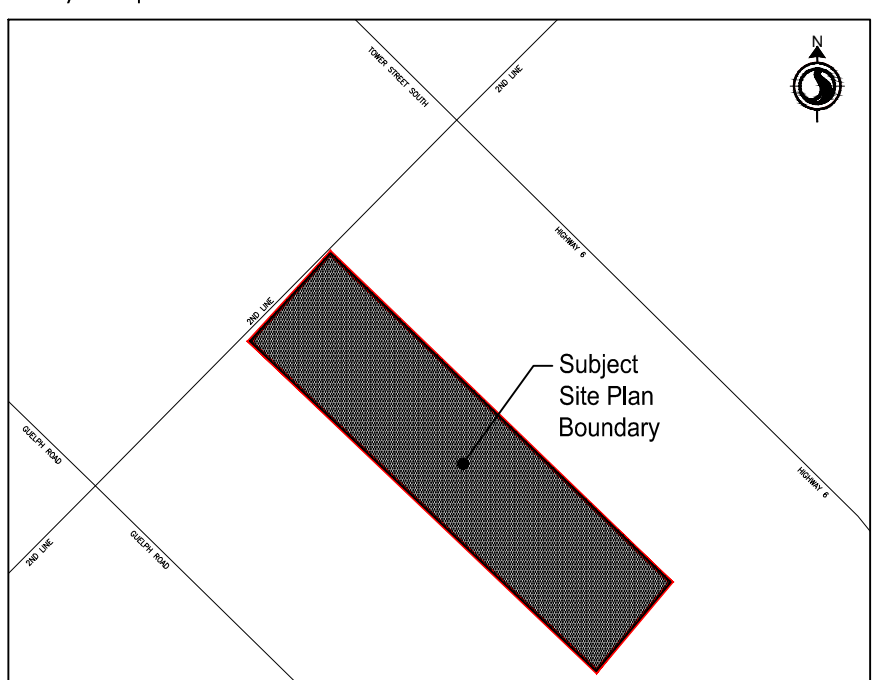 N
TOWER STREET SOUTH
2ND LINE
HIGHWAY 6
2ND LINE
Subject
Site Plan
Boundary
GUELPH ROAD
HIGHWAY 6
2ND LINE
GUELPH ROAD